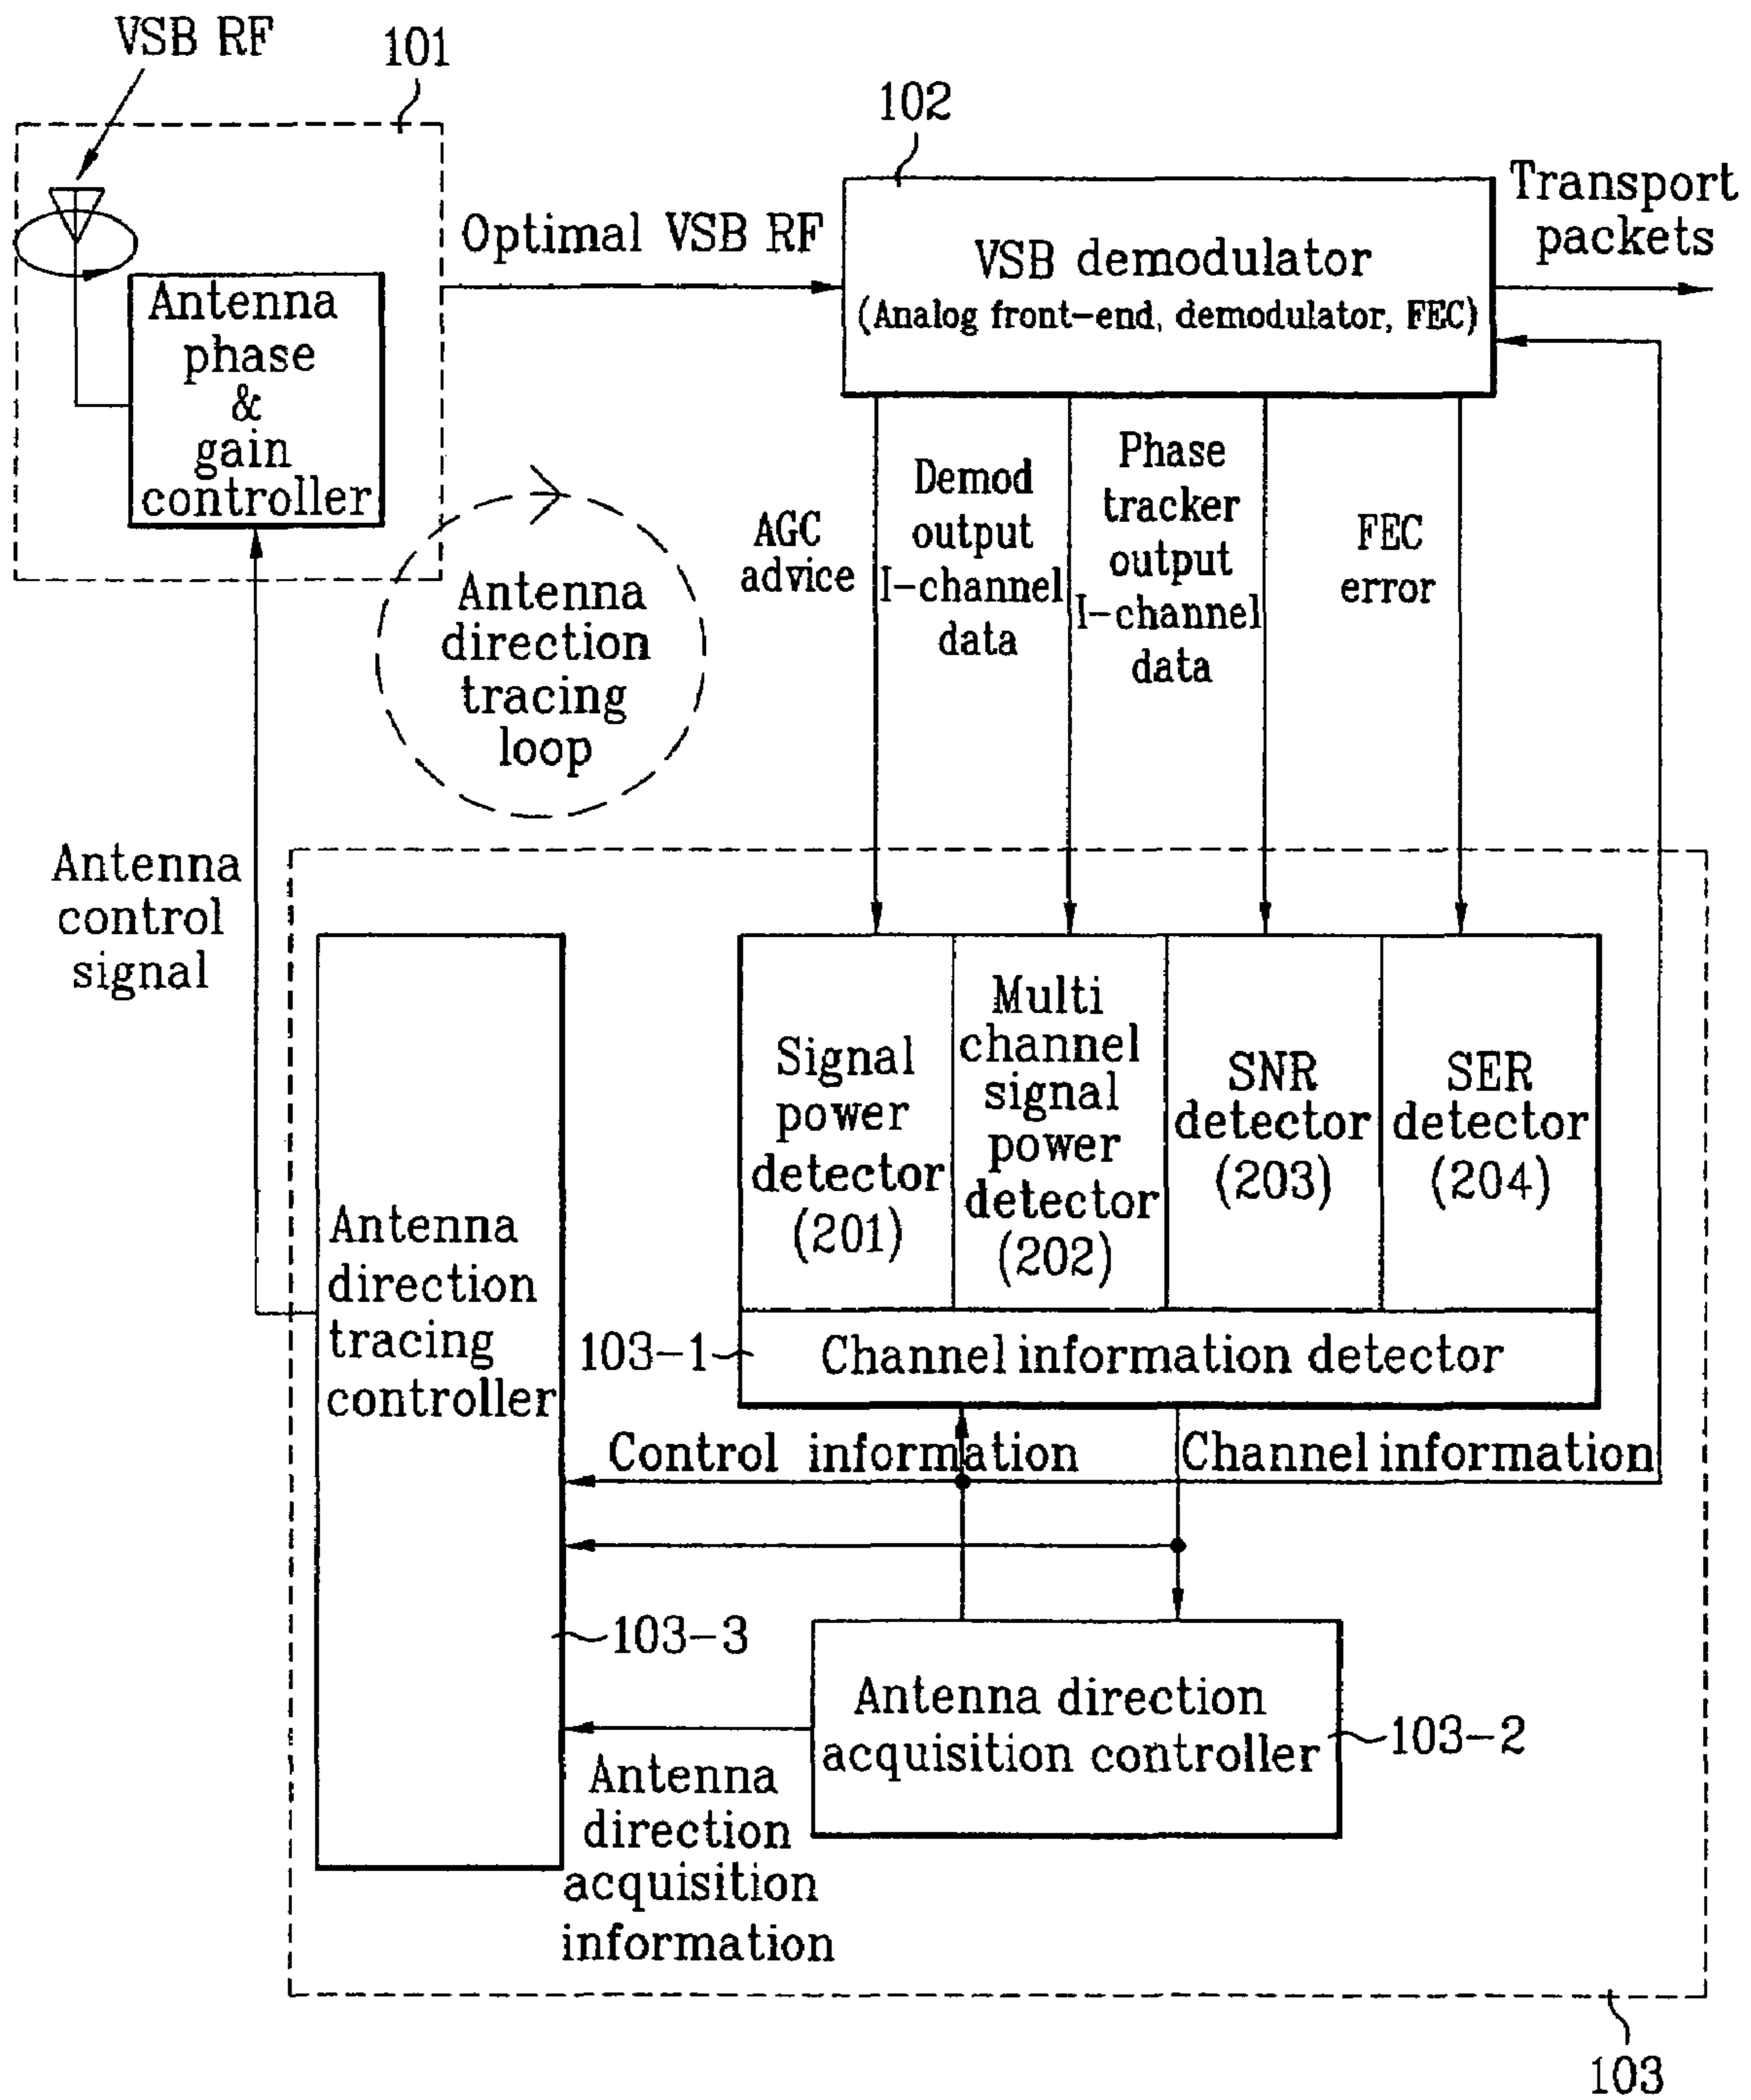 VSB RF
101
102
Antenna
phase
&
gain
controller
Optimal VSB RF
VSB demodulator
(Analog front-end, demodulator, FEC)
Transport
packets
Antenna
direction
tracing
loop
AGC
advice
Demod
output
I-channel
data
Phase
tracker
output
I-channel
data
FEC
error
Antenna
control
signal
Antenna
direction
tracing
controller
Signal
power
detector
(201)
Multi
channel
signal
power
detector
(202)
SNR
detector
(203)
SER
detector
(204)
103-1
Channel information detector
Control information
Channel information
103-3
Antenna direction
acquisition controller
103-2
Antenna
direction
acquisition
information
103